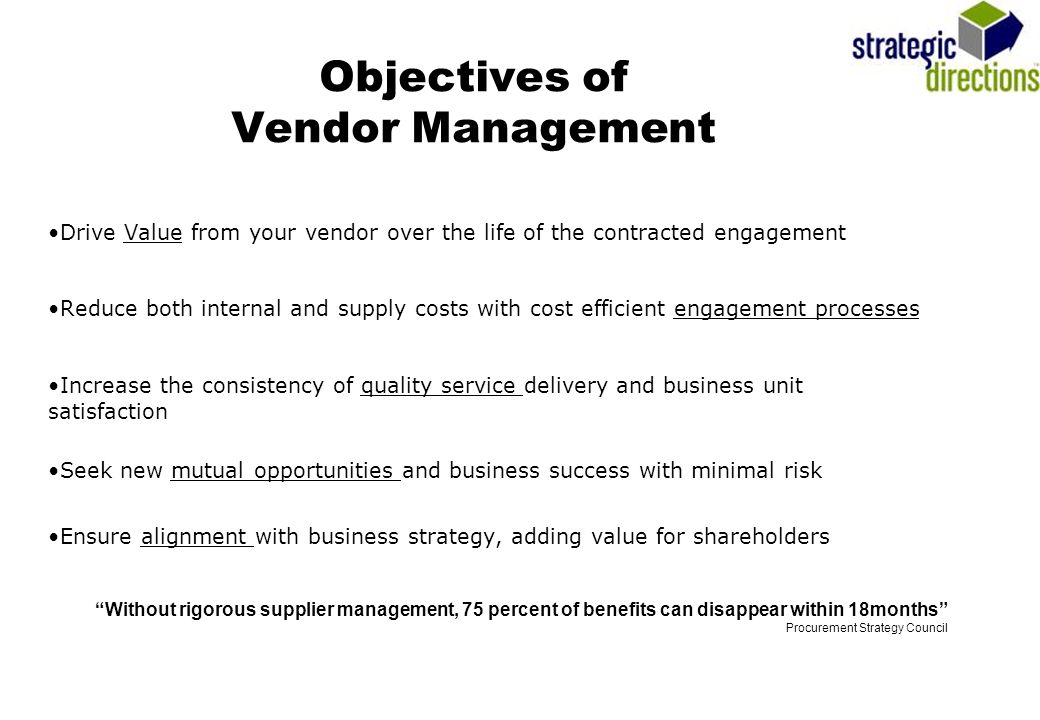 strategic
directions
Objectives of
Vendor Management
•Drive Value from your vendor over the life of the contracted engagement
•Reduce both internal and supply costs with cost efficient engagement processes
•Increase the consistency of quality service delivery and business unit
satisfaction
•Seek new mutual opportunities and business success with minimal risk
•Ensure alignment with business strategy, adding value for shareholders
“Without rigorous supplier management, 75 percent of benefits can disappear within 18months”
Procurement Strategy Council